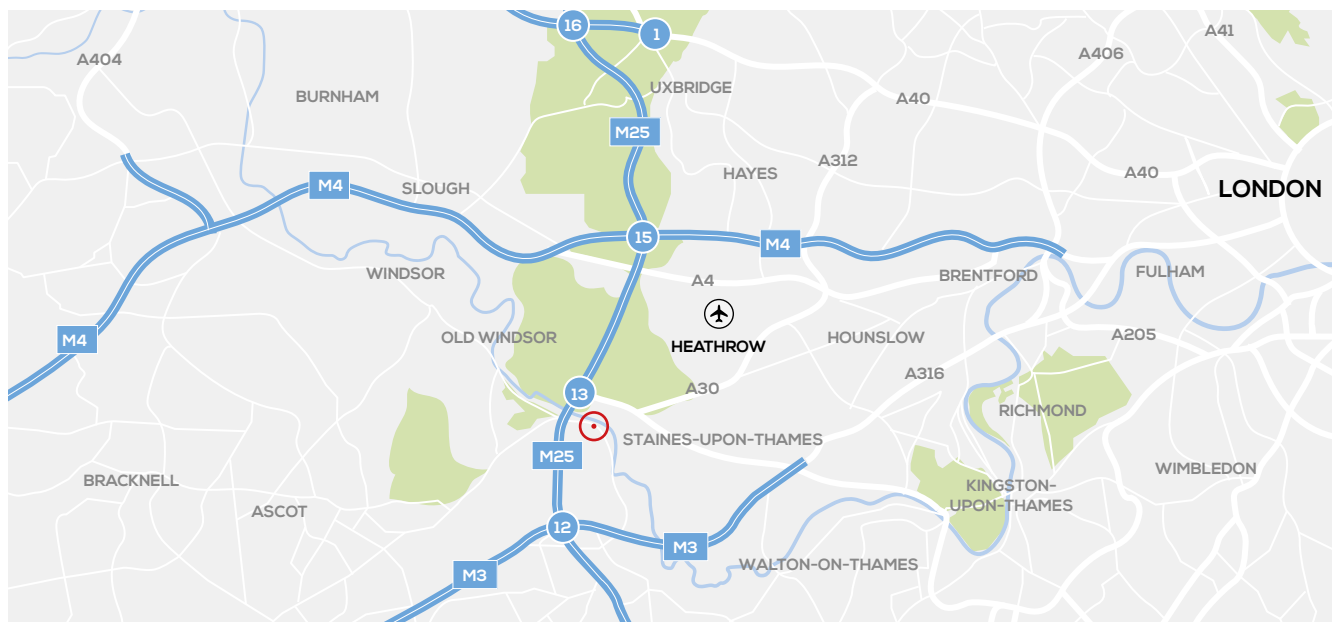 16
1
A41
A404
A406
UXBRIDGE
BURNHAM
A40
M25
A312
HAYES
A40
M4
SLOUGH
LONDON
15
M4
WINDSOR
A4
BRENTFORD
FULHAM
HEATHROW
OLD WINDSOR
HOUNSLOW
A205
M4
A316
13
A30
RICHMOND
STAINES-UPON-THAMES
M25
WIMBLEDON
BRACKNELL
KINGSTON-
UPON-THAMES
ASCOT
12
M3
WALTON-ON-THAMES
M3